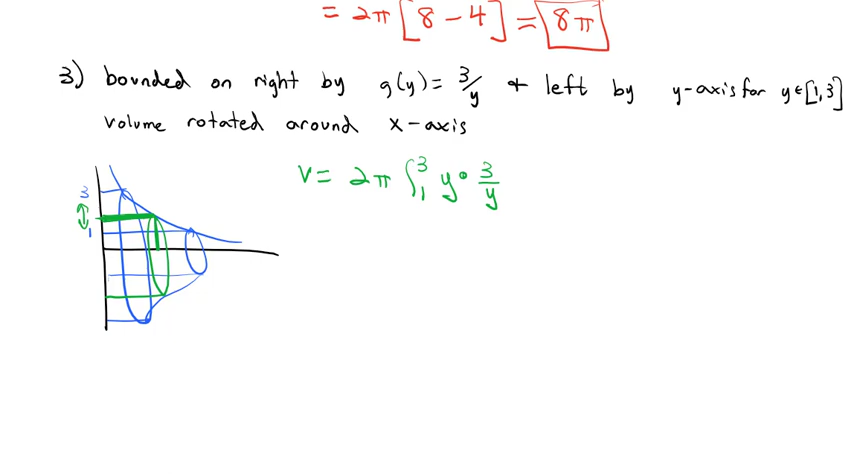 = 2π [8 − 4] = 8π
3) bounded on right by g(y) = 3/y + left by y-axis for y∈[1,3]
volume rotated around x-axis
V = 2π ∫₁³ y • 3/y
3
1